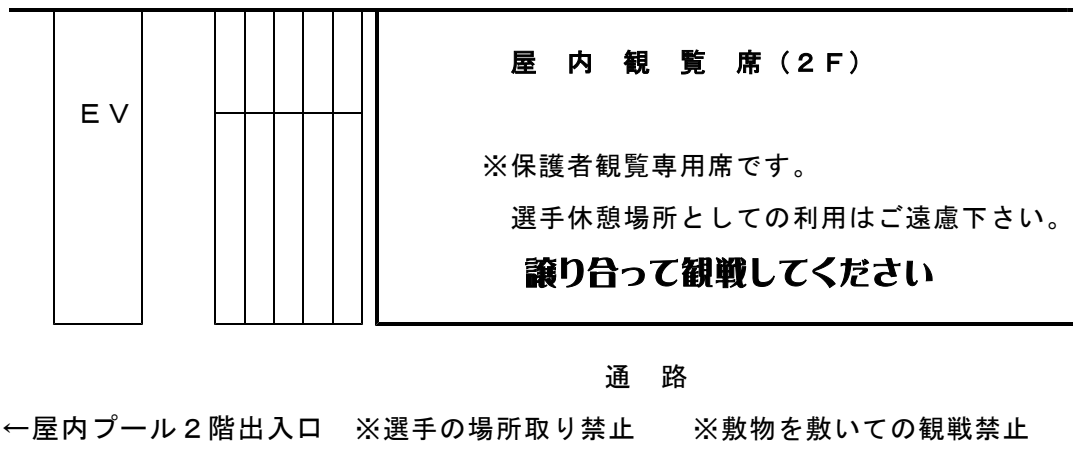 屋 内 観 覧 席(2F)
EV
※保護者観覧専用席です。
選手休憩場所としての利用はご遠慮下さい。
譲り合って観戦してください
通 路
←屋内プール2階出入口 ※選手の場所取り禁止 ※敷物を敷いての観戦禁止